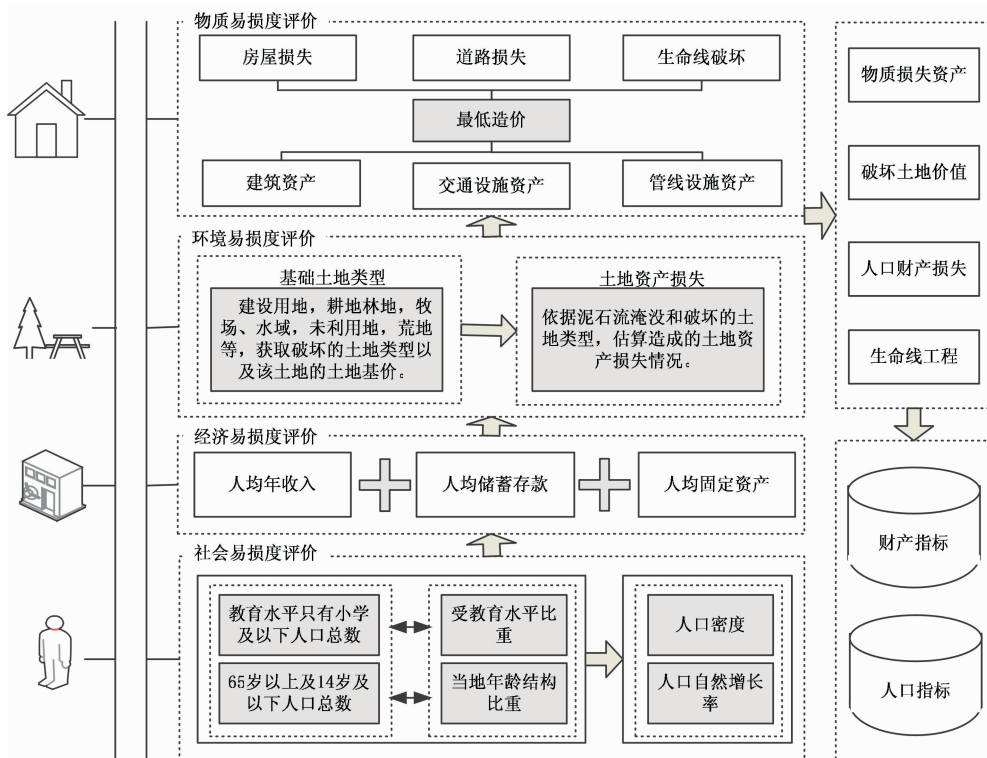 物质易损度评价
房屋损失
道路损失
生命线破坏
最低造价
建筑资产
交通设施资产
管线设施资产
环境易损度评价
基础土地类型
建设用地，耕地林地，牧
场、水域，未利用地，荒地
等，获取破坏的土地类型以
及该土地的土地基价。
土地资产损失
依据泥石流淹没和破坏的土
地类型，估算造成的土地资
产损失情况。
经济易损度评价
人均年收入
人均储蓄存款
人均固定资产
社会易损度评价
教育水平只有小学
及以下人口总数
受教育水平比
重
65岁以上及14岁及
以下人口总数
当地年龄结构
比重
人口密度
人口自然增长
率
物质损失资产
破坏土地价值
人口财产损失
生命线工程
财产指标
人口指标